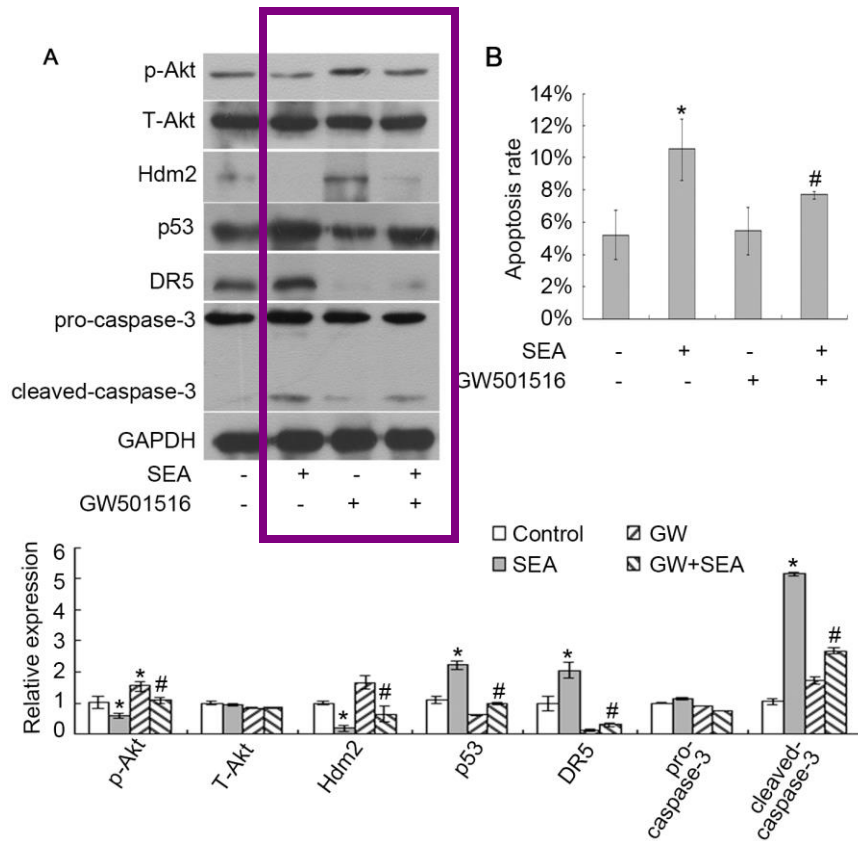 A
p-Akt
T-Akt
Hdm2
p53
DR5
pro-caspase-3
cleaved-caspase-3
GAPDH
SEA - + - +
GW501516 - - + +
B
Apoptosis rate
14%
12%
10%
8%
6%
4%
2%
0%
*
#
SEA - + - +
GW501516 - - + +
Control
SEA
GW
GW+SEA
Relative expression
6
5
4
3
2
1
0
* * #
* #
* #
* #
* #
p-Akt
T-Akt
Hdm2
p53
DR5
pro-
caspase-3
cleaved-
caspase-3